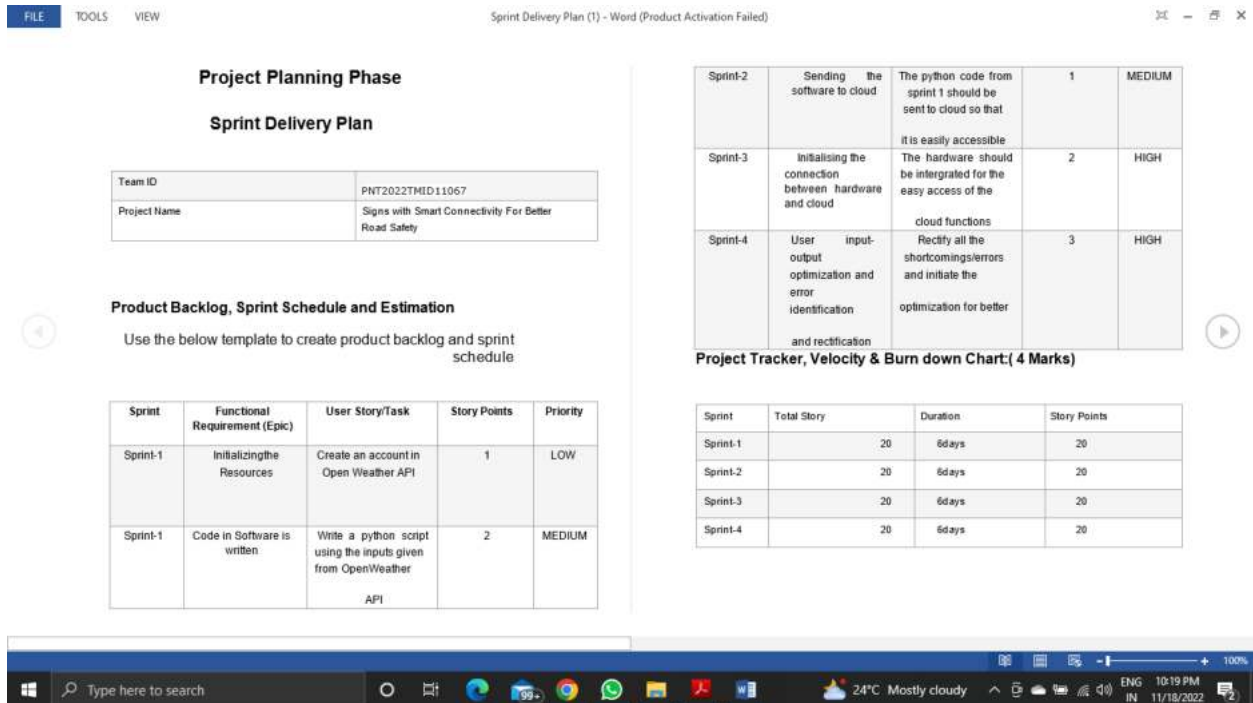 FILE TOOLS VIEW
Sprint Delivery Plan (1) - Word (Product Activation Failed)
Project Planning Phase
Sprint Delivery Plan
Team ID
PNT2022TMID11067
Project Name
Signs with Smart Connectivity For Better
Road Safety
Product Backlog, Sprint Schedule and Estimation
Use the below template to create product backlog and sprint
schedule
Sprint Functional Requirement (Epic) User Story/Task Story Points Priority
Sprint-1 Initializingthe Create an account in 1 LOW
Resources Open Weather API
Sprint-1 Code in Software is Write a python script 2 MEDIUM
written using the inputs given
from OpenWeather
API
Sprint-2 Sending the The python code from 1 MEDIUM
software to cloud sprint 1 should be
sent to cloud so that
it is easily accessible
Sprint-3 Initialising the The hardware should 2 HIGH
connection be intergrated for the
between hardware easy access of the
and cloud
cloud functions
Sprint-4 User input- Rectify all the 3 HIGH
output shortcomings/errors
optimization and and initiate the
error
identification optimization for better
and rectification
Project Tracker, Velocity & Burn down Chart:( 4 Marks)
Sprint Total Story Duration Story Points
Sprint-1 20 6days 20
Sprint-2 20 6days 20
Sprint-3 20 6days 20
Sprint-4 20 6days 20
100%
Type here to search
99+
24°C Mostly cloudy
ENG 10:19 PM
IN 11/18/2022
2